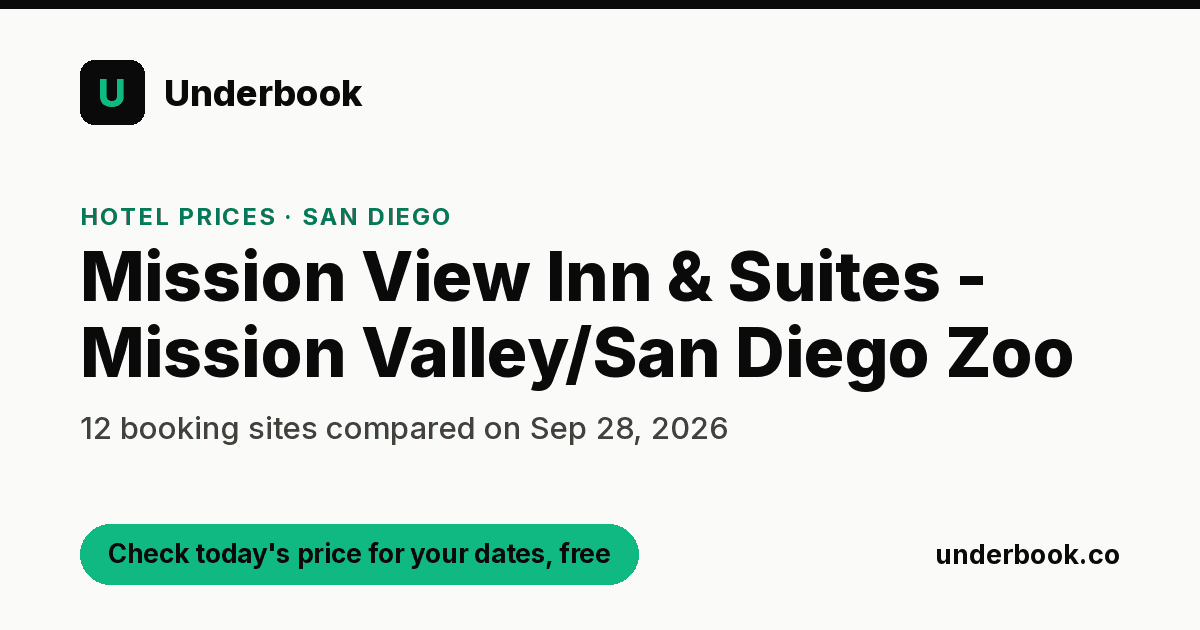 U
Underbook
HOTEL PRICES · SAN DIEGO
Mission View Inn & Suites -
Mission Valley/San Diego Zoo
12 booking sites compared on Sep 28, 2026
Check today's price for your dates, free
underbook.co